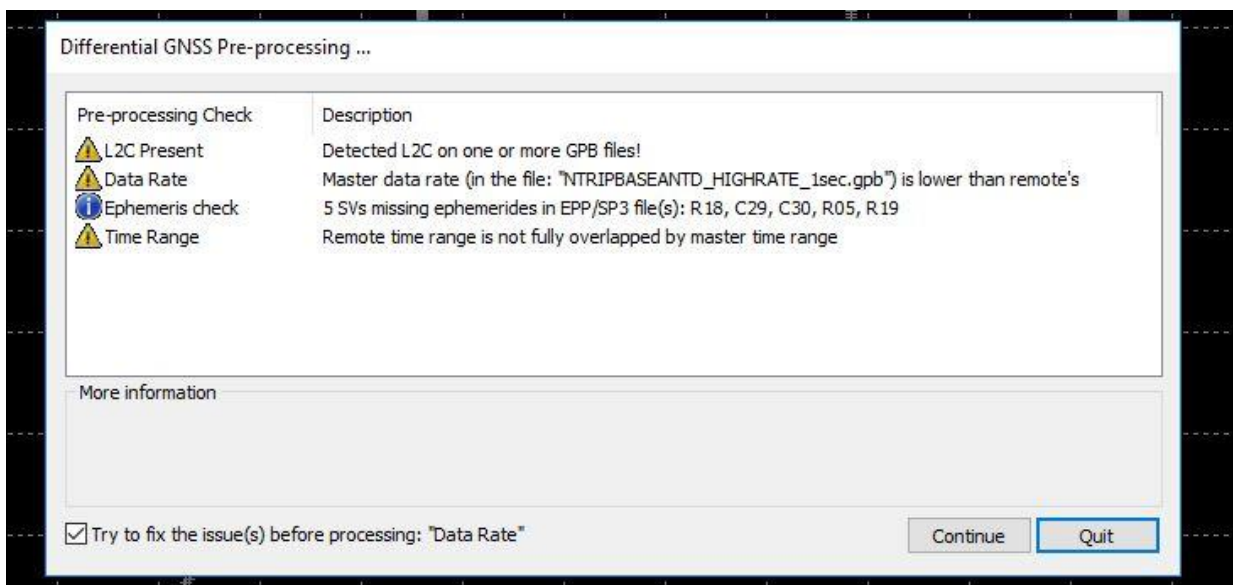 Differential GNSS Pre-processing ...
Pre-processing Check Description
L2C Present Detected L2C on one or more GPB files!
Data Rate Master data rate (in the file: "NTRIPBASEANTD_HIGHRATE_1sec.gpb") is lower than remote's
Ephemeris check 5 SVs missing ephemerides in EPP/SP3 file(s): R18, C29, C30, R05, R19
Time Range Remote time range is not fully overlapped by master time range
More information
Try to fix the issue(s) before processing: "Data Rate" Continue Quit